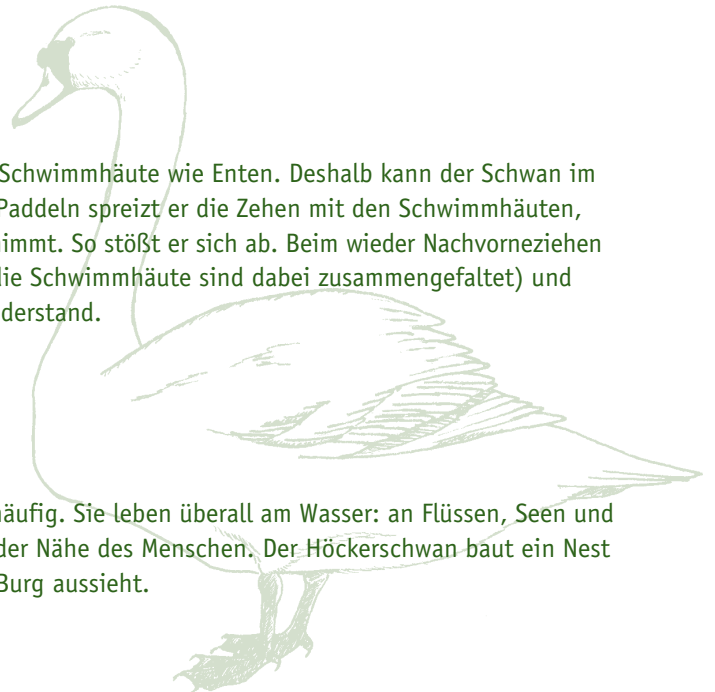 Schwimmhäute wie Enten. Deshalb kann der Schwan im
Paddeln spreizt er die Zehen mit den Schwimmhäuten,
immt. So stößt er sich ab. Beim wieder Nachvorneziehen
die Schwimmhäute sind dabei zusammengefaltet) und
derstand.
häufig. Sie leben überall am Wasser: an Flüssen, Seen und
der Nähe des Menschen. Der Höckerschwan baut ein Nest
Burg aussieht.